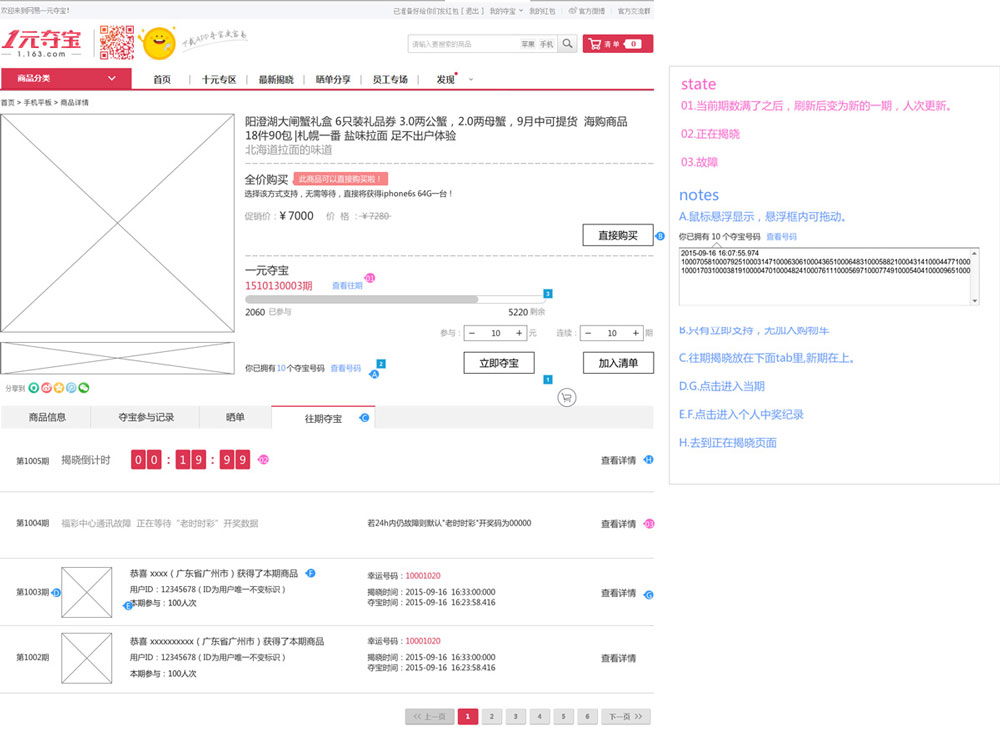 欢迎来到网易一元夺宝！
已准备好给你们发红包 [ 退出 ] 我的夺宝 我的红包 官方微博 官方交流群
1元夺宝
1.163.com
下载APP夺宝更容易
请输入要搜索的商品 苹果 手机
清单 0
商品分类 首页 十元专区 最新揭晓 晒单分享 员工专场 发现
首页 > 手机平板 > 商品详情
阳澄湖大闸蟹礼盒 6只装礼品券 3.0两公蟹，2.0两母蟹，9月中可提货 海购商品
18件90包 |札幌一番 盐味拉面 足不出户体验
北海道拉面的味道
全价购买 此商品可以直接购买啦！
选择该方式支持，无需等待，直接将获得iphone6s 64G一台！
促销价：¥ 7000 价 格：¥7280
直接购买 B
一元夺宝
1510130003期 查看往期 01
3
2060 已参与 5220 剩余
参与： − 10 + 元 连续： − 10 + 期
你已拥有10个夺宝号码 查看号码 2 A
立即夺宝 加入清单
1
分享到
商品信息 夺宝参与记录 晒单 往期夺宝 C
第1005期 揭晓倒计时 00:19:99 02 查看详情 H
第1004期 福彩中心通讯故障 正在等待“老时时彩”开奖数据 若24h内仍故障则默认"老时时彩"开奖码为00000 查看详情 03
第1003期 D
恭喜 xxxx（广东省广州市）获得了本期商品 F
用户ID：12345678（ID为用户唯一不变标识）
E 本期参与：100人次
幸运号码：10001020
揭晓时间：2015-09-16 16:33:00:000
夺宝时间：2015-09-16 16:23:58.416
查看详情 G
第1002期
恭喜 xxxxxxxxxx（广东省广州市）获得了本期商品
用户ID：12345678（ID为用户唯一不变标识）
本期参与：100人次
幸运号码：10001020
揭晓时间：2015-09-16 16:33:00:000
夺宝时间：2015-09-16 16:23:58.416
查看详情
<< 上一页 1 2 3 4 5 6 下一页 >>
state
01.当前期数满了之后，刷新后变为新的一期，人次更新。
02.正在揭晓
03.故障
notes
A.鼠标悬浮显示，悬浮框内可拖动。
你已拥有 10 个夺宝号码 查看号码
2015-09-16 16:07:55.974
B.只有立即支持，无加入购物车
C.往期揭晓放在下面tab里,新期在上。
D.G.点击进入当期
E.F.点击进入个人中奖纪录
H.去到正在揭晓页面